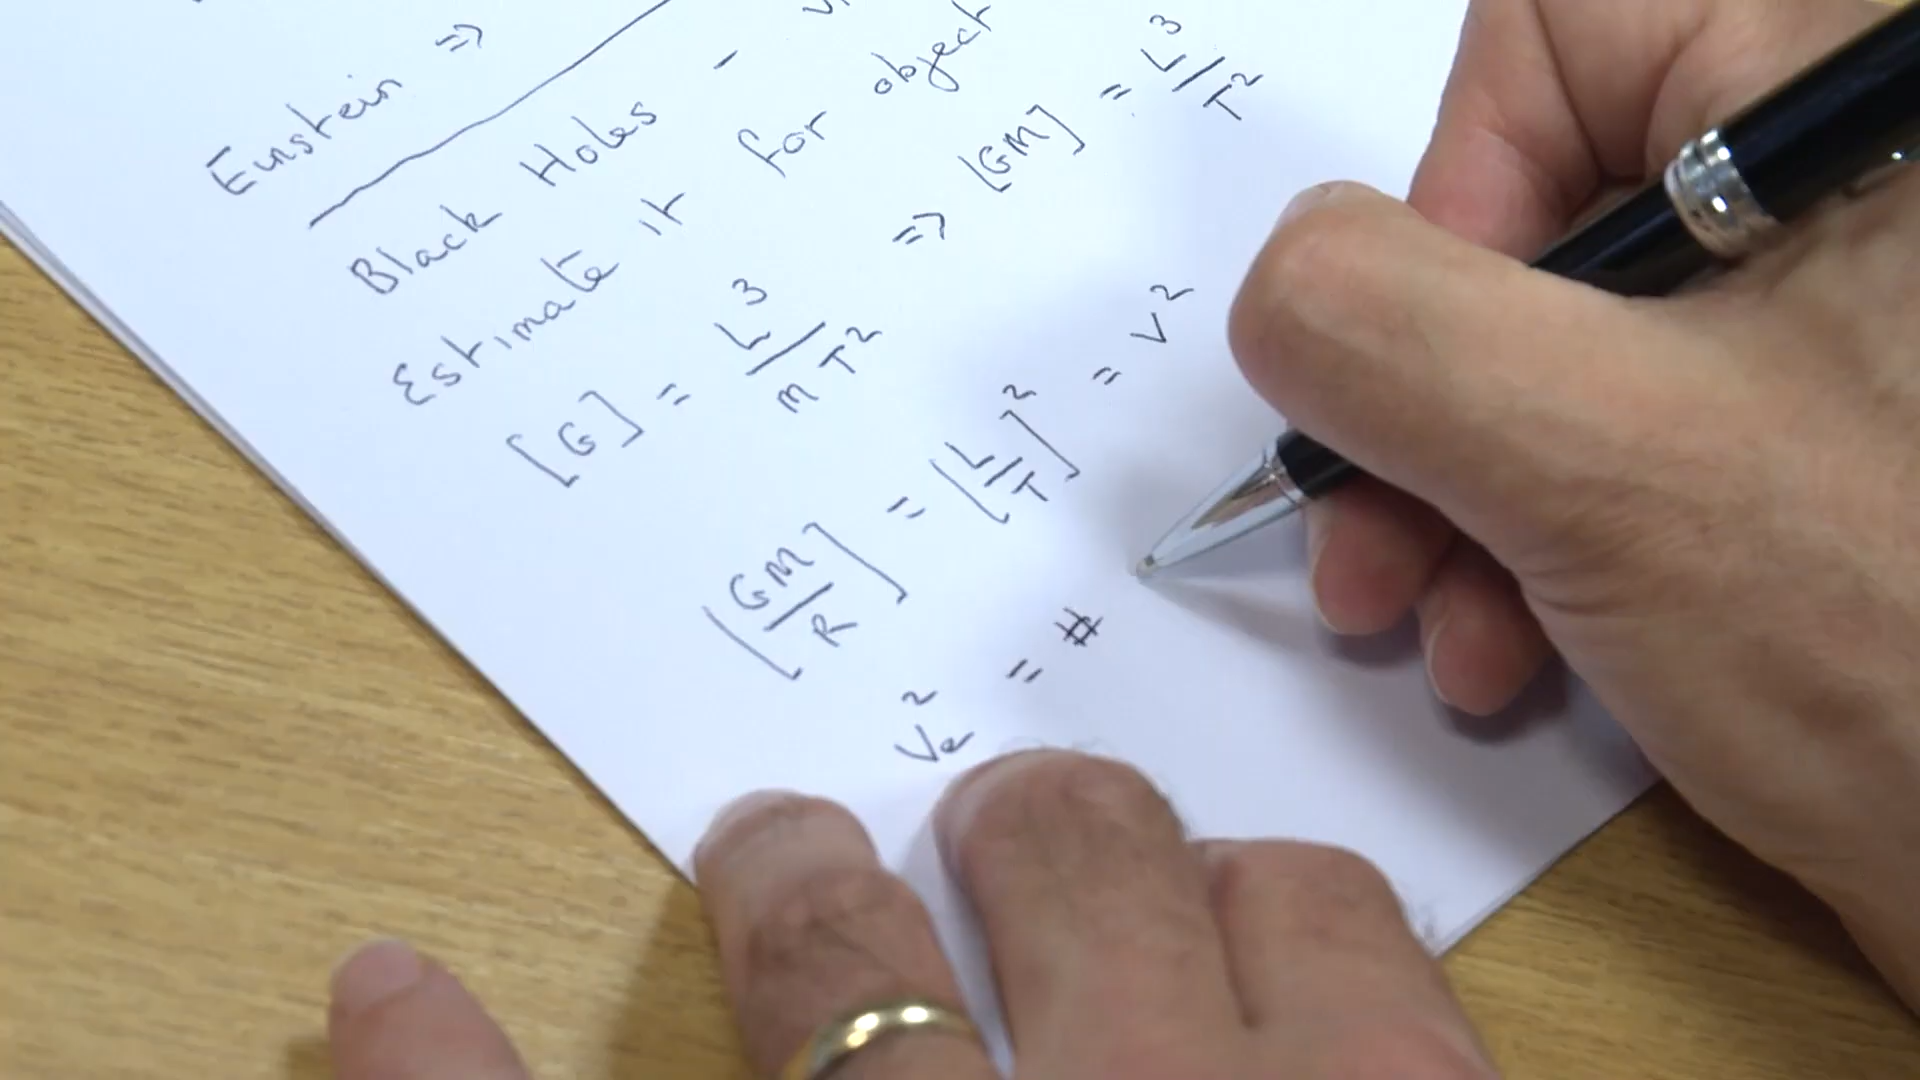 Einstein =>
Black Holes -
Estimate it for object
[G] = L³/MT² => [GM] = L³/T²
[GM/R] = [L/T]² = v²
Ve² = #